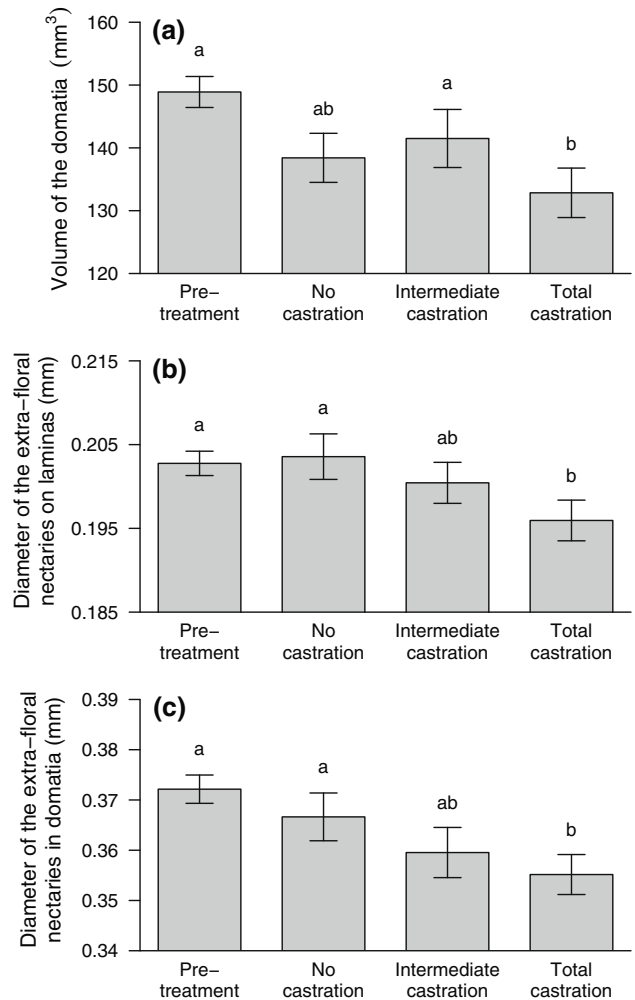 (a)
Volume of the domatia (mm³)
160
150
140
130
120
a
ab
a
b
Pre−
treatment
No
castration
Intermediate
castration
Total
castration
(b)
Diameter of the extra−floral
nectaries on laminas (mm)
0.215
0.205
0.195
0.185
a
a
ab
b
Pre−
treatment
No
castration
Intermediate
castration
Total
castration
(c)
Diameter of the extra−floral
nectaries in domatia (mm)
0.39
0.38
0.37
0.36
0.35
0.34
a
a
ab
b
Pre−
treatment
No
castration
Intermediate
castration
Total
castration